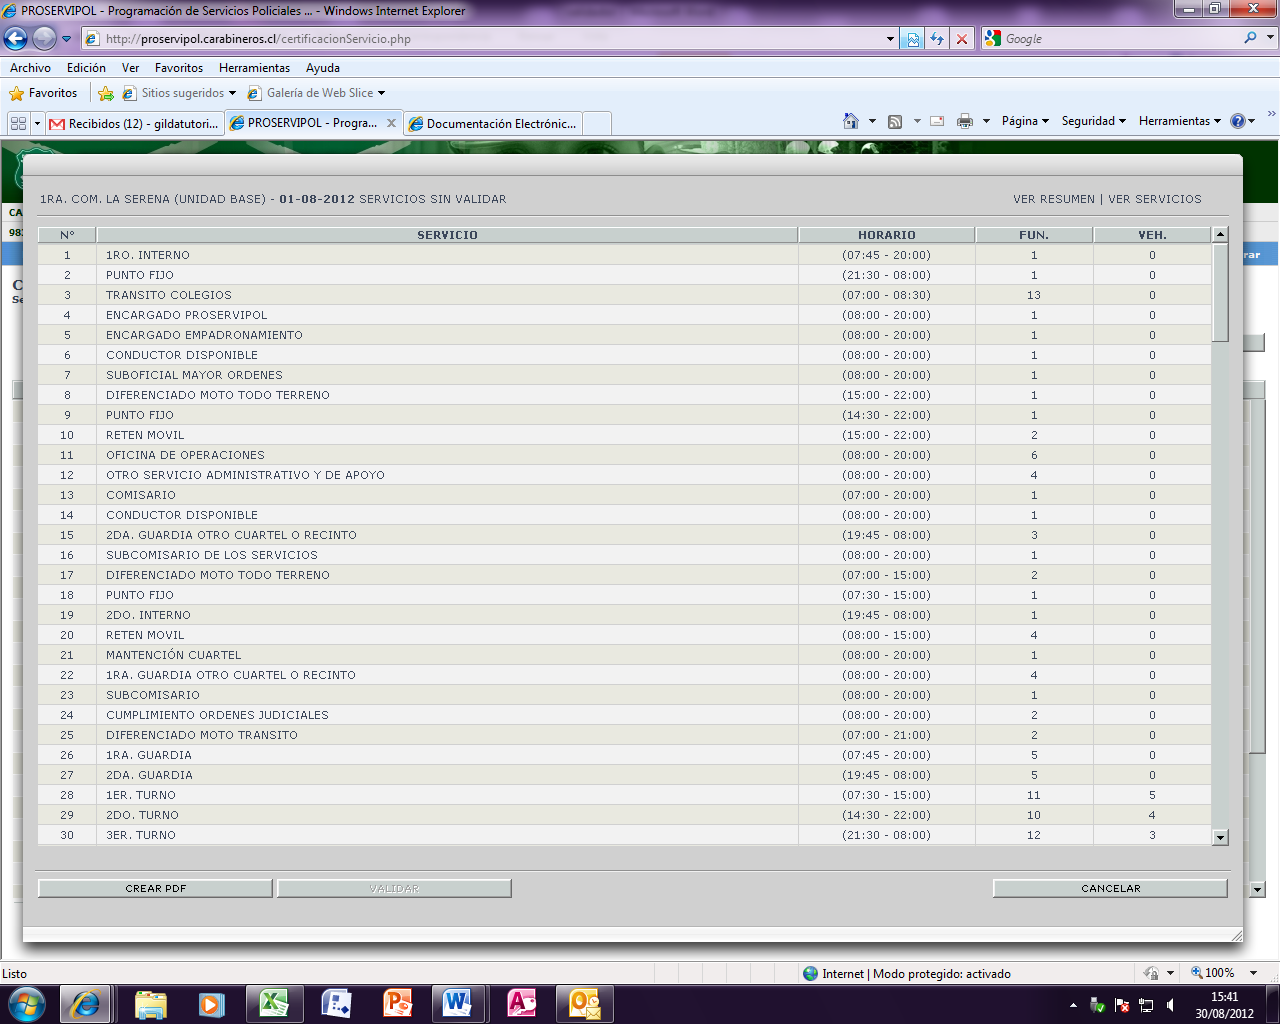 PROSERVIPOL - Programación de Servicios Policiales ... - Windows Internet Explorer
http://proservipol.carabineros.cl/certificacionServicio.php
Google
Archivo Edición Ver Favoritos Herramientas Ayuda
Favoritos Sitios sugeridos Galería de Web Slice
Recibidos (12) - gildatutori... PROSERVIPOL - Progra... Documentación Electrónic... Página Seguridad Herramientas
1RA. COM. LA SERENA (UNIDAD BASE) - 01-08-2012 SERVICIOS SIN VALIDAR VER RESUMEN | VER SERVICIOS
N° SERVICIO HORARIO FUN. VEH.
1 1RO. INTERNO (07:45 - 20:00) 1 0
2 PUNTO FIJO (21:30 - 08:00) 1 0
3 TRANSITO COLEGIOS (07:00 - 08:30) 13 0
4 ENCARGADO PROSERVIPOL (08:00 - 20:00) 1 0
5 ENCARGADO EMPADRONAMIENTO (08:00 - 20:00) 1 0
6 CONDUCTOR DISPONIBLE (08:00 - 20:00) 1 0
7 SUBOFICIAL MAYOR ORDENES (08:00 - 20:00) 1 0
8 DIFERENCIADO MOTO TODO TERRENO (15:00 - 22:00) 1 0
9 PUNTO FIJO (14:30 - 22:00) 1 0
10 RETEN MOVIL (15:00 - 22:00) 2 0
11 OFICINA DE OPERACIONES (08:00 - 20:00) 6 0
12 OTRO SERVICIO ADMINISTRATIVO Y DE APOYO (08:00 - 20:00) 4 0
13 COMISARIO (07:00 - 20:00) 1 0
14 CONDUCTOR DISPONIBLE (08:00 - 20:00) 1 0
15 2DA. GUARDIA OTRO CUARTEL O RECINTO (19:45 - 08:00) 3 0
16 SUBCOMISARIO DE LOS SERVICIOS (08:00 - 20:00) 1 0
17 DIFERENCIADO MOTO TODO TERRENO (07:00 - 15:00) 2 0
18 PUNTO FIJO (07:30 - 15:00) 1 0
19 2DO. INTERNO (19:45 - 08:00) 1 0
20 RETEN MOVIL (08:00 - 15:00) 4 0
21 MANTENCIÓN CUARTEL (08:00 - 20:00) 1 0
22 1RA. GUARDIA OTRO CUARTEL O RECINTO (08:00 - 20:00) 4 0
23 SUBCOMISARIO (08:00 - 20:00) 1 0
24 CUMPLIMIENTO ORDENES JUDICIALES (08:00 - 20:00) 2 0
25 DIFERENCIADO MOTO TRANSITO (07:00 - 21:00) 2 0
26 1RA. GUARDIA (07:45 - 20:00) 5 0
27 2DA. GUARDIA (19:45 - 08:00) 5 0
28 1ER. TURNO (07:30 - 15:00) 11 5
29 2DO. TURNO (14:30 - 22:00) 10 4
30 3ER. TURNO (21:30 - 08:00) 12 3
CREAR PDF VALIDAR CANCELAR
Listo Internet | Modo protegido: activado 100%
15:41
30/08/2012